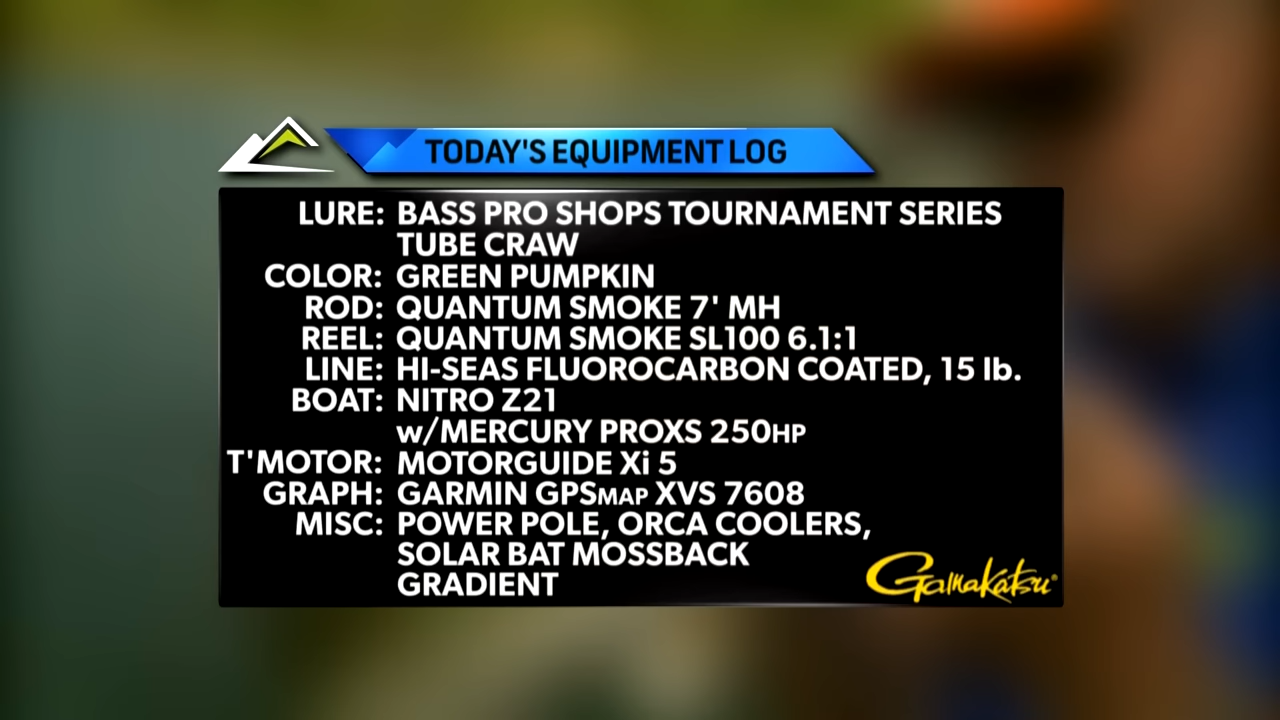 TODAY'S EQUIPMENT LOG
LURE: BASS PRO SHOPS TOURNAMENT SERIES
TUBE CRAW
COLOR: GREEN PUMPKIN
ROD: QUANTUM SMOKE 7' MH
REEL: QUANTUM SMOKE SL100 6.1:1
LINE: HI-SEAS FLUOROCARBON COATED, 15 lb.
BOAT: NITRO Z21
w/MERCURY PROXS 250HP
T'MOTOR: MOTORGUIDE Xi 5
GRAPH: GARMIN GPSMAP XVS 7608
MISC: POWER POLE, ORCA COOLERS,
SOLAR BAT MOSSBACK
GRADIENT
Gamakatsu®